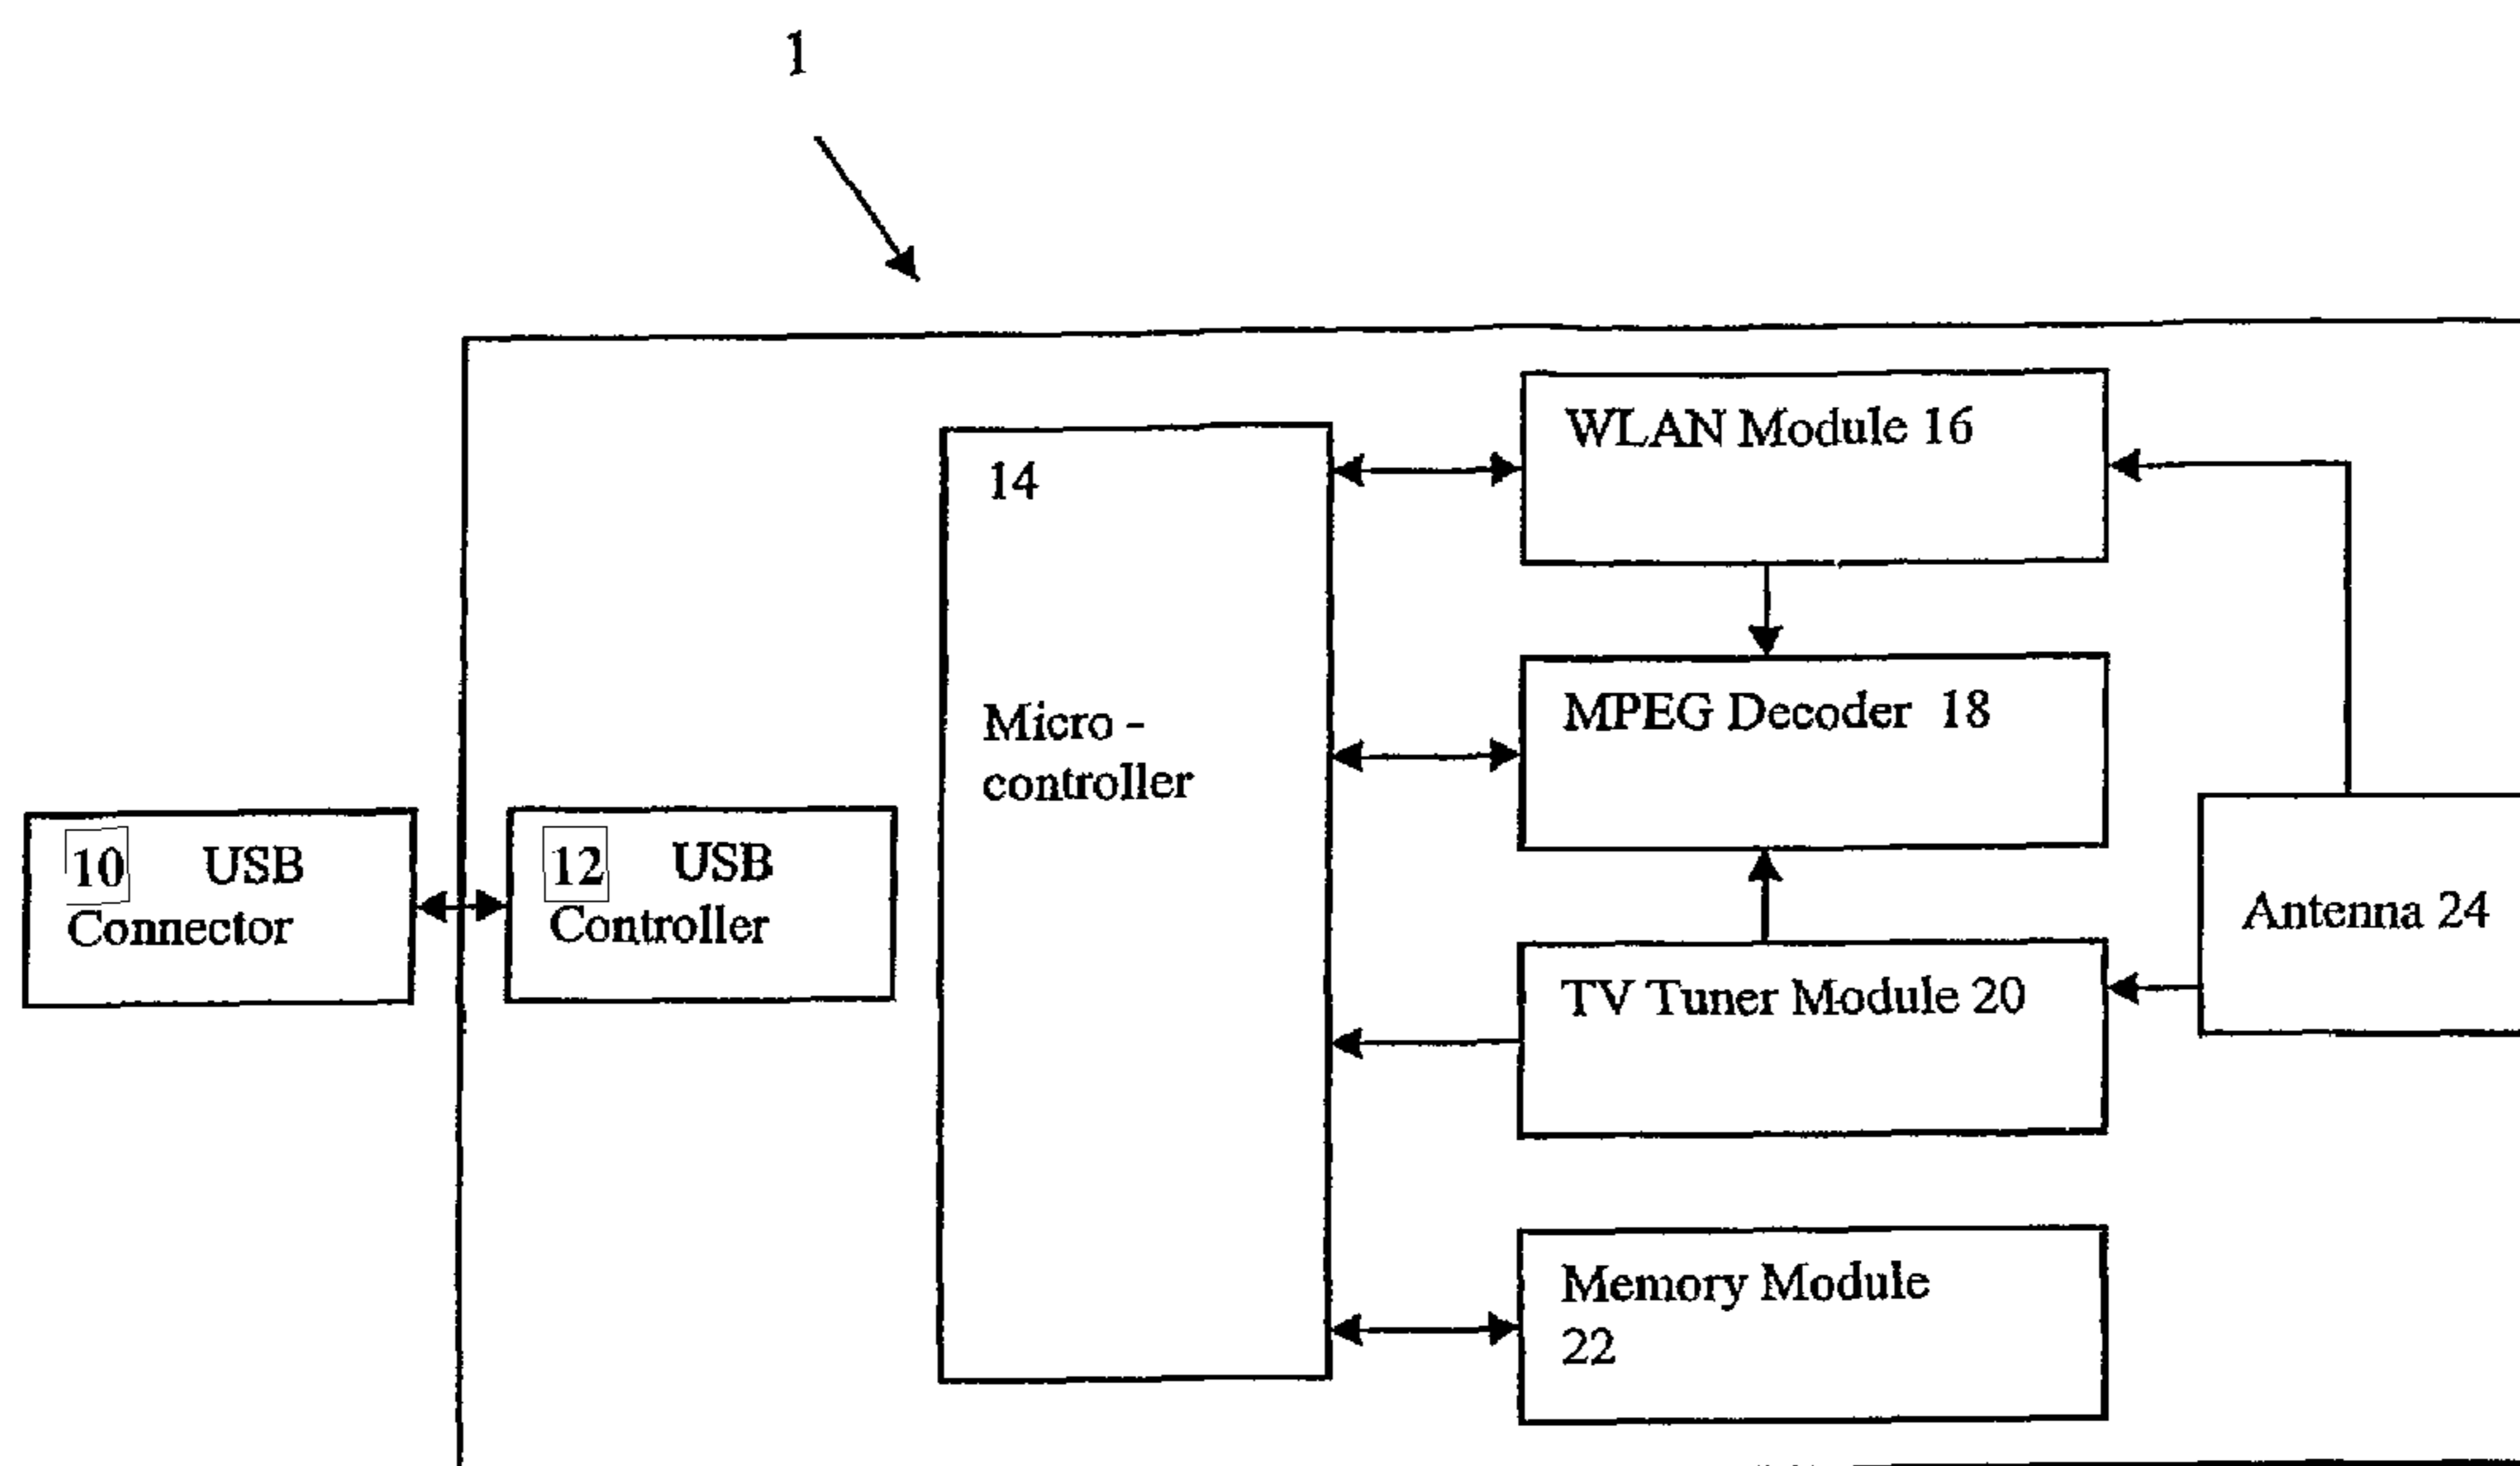 1
WLAN Module 16
14
Micro -
controller
MPEG Decoder 18
10 USB
Connector
12 USB
Controller
Antenna 24
TV Tuner Module 20
Memory Module
22